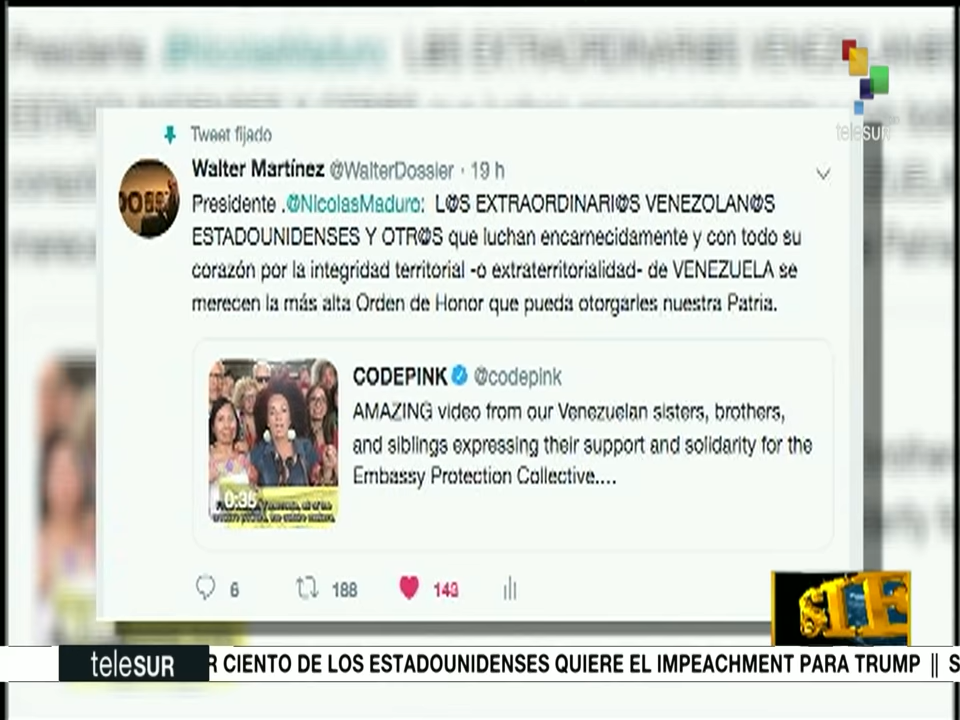 teleSUR
Tweet fijado
Walter Martínez @WalterDossier · 19 h
Presidente .@NicolasMaduro: L@S EXTRAORDINARI@S VENEZOLAN@S
ESTADOUNIDENSES Y OTR@S que luchan encarnecidamente y con todo su
corazón por la integridad territorial -o extraterritorialidad- de VENEZUELA se
merecen la más alta Orden de Honor que pueda otorgarles nuestra Patria.
CODEPINK @codepink
AMAZING video from our Venezuelan sisters, brothers,
and siblings expressing their support and solidarity for the
Embassy Protection Collective....
0:36
6 188 143
teleSUR R CIENTO DE LOS ESTADOUNIDENSES QUIERE EL IMPEACHMENT PARA TRUMP || S